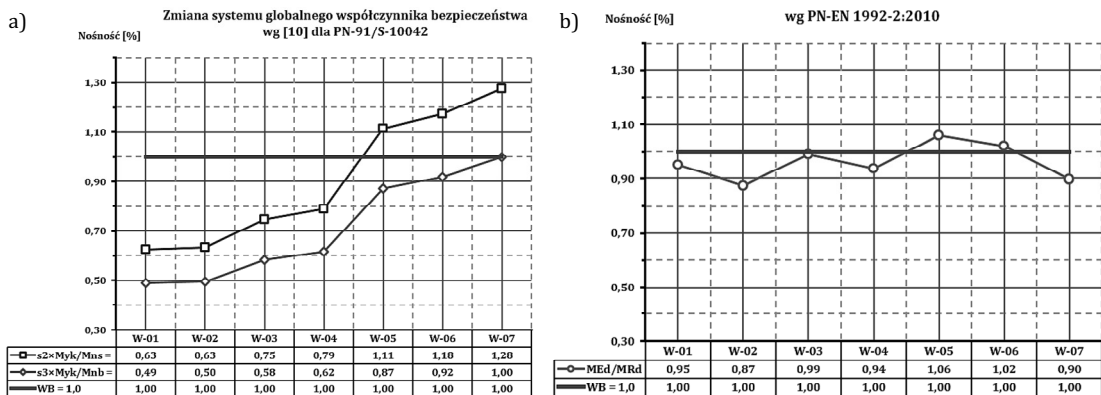 a)
Zmiana systemu globalnego współczynnika bezpieczeństwa
wg [10] dla PN-91/S-10042
Nośność [%]
1,30
1,10
0,90
0,70
0,50
0,30
W-01 W-02 W-03 W-04 W-05 W-06 W-07
s2×Myk/Mns = 0,63 0,63 0,75 0,79 1,11 1,18 1,28
s3×Myk/Mnb = 0,49 0,50 0,58 0,62 0,87 0,92 1,00
WB = 1,0 1,00 1,00 1,00 1,00 1,00 1,00 1,00
b)
wg PN-EN 1992-2:2010
Nośność [%]
1,30
1,10
0,90
0,70
0,50
0,30
W-01 W-02 W-03 W-04 W-05 W-06 W-07
MEd/MRd 0,95 0,87 0,99 0,94 1,06 1,02 0,90
WB = 1,0 1,00 1,00 1,00 1,00 1,00 1,00 1,00